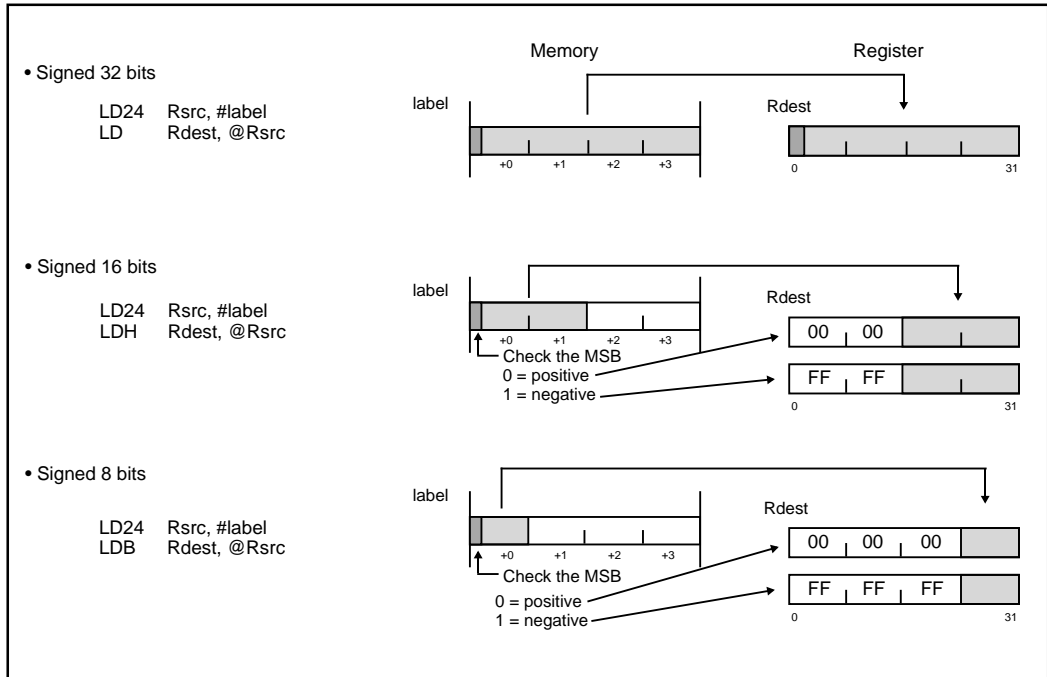 Memory Register
• Signed 32 bits
LD24 Rsrc, #label
LD Rdest, @Rsrc
label
Rdest
+0 +1 +2 +3
0 31
• Signed 16 bits
LD24 Rsrc, #label
LDH Rdest, @Rsrc
label
Rdest
+0 +1 +2 +3
Check the MSB
0 = positive
1 = negative
00 00
FF FF
0 31
• Signed 8 bits
LD24 Rsrc, #label
LDB Rdest, @Rsrc
label
Rdest
+0 +1 +2 +3
Check the MSB
0 = positive
1 = negative
00 00 00
FF FF FF
0 31